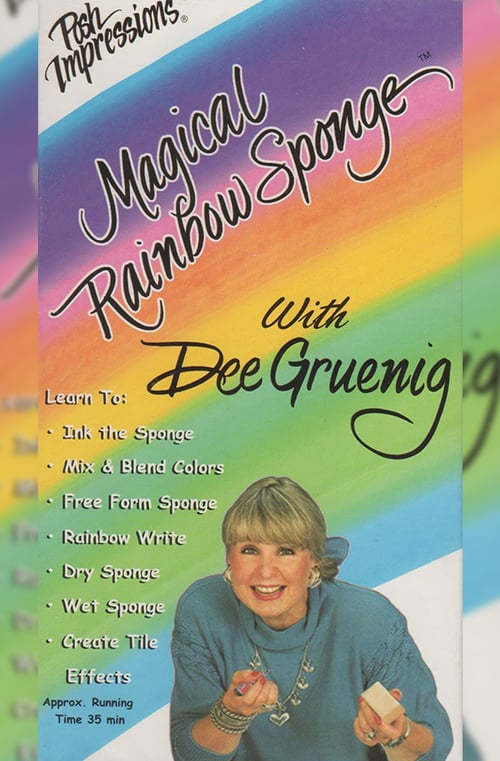 Posh
Impressions®
Magical
Rainbow Sponge™
With
Dee Gruenig
Learn To:
• Ink the Sponge
• Mix & Blend Colors
• Free Form Sponge
• Rainbow Write
• Dry Sponge
• Wet Sponge
• Create Tile
Effects
Approx. Running
Time 35 min